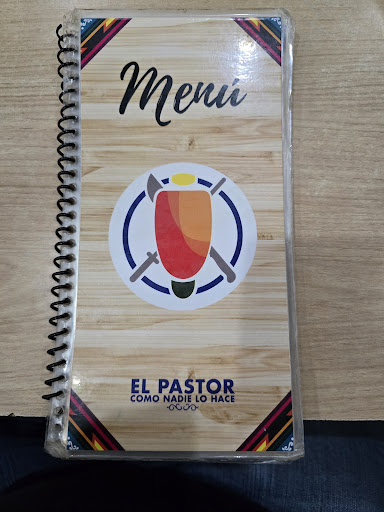 Menú
EL PASTOR
COMO NADIE LO HACE